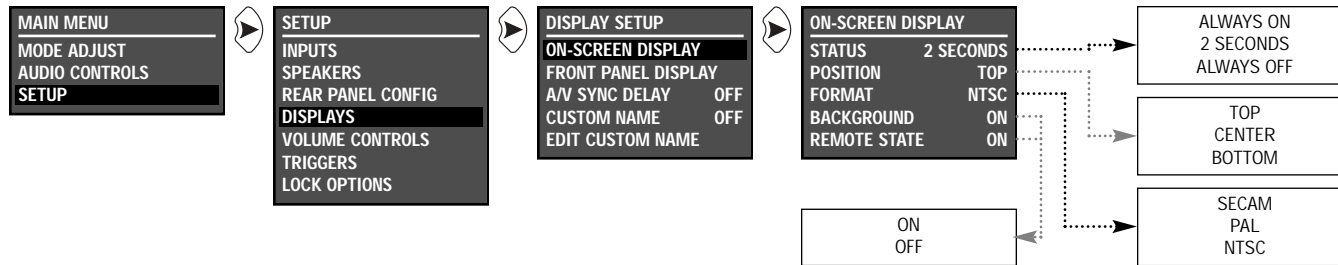 MAIN MENU
MODE ADJUST
AUDIO CONTROLS
SETUP
SETUP
INPUTS
SPEAKERS
REAR PANEL CONFIG
DISPLAYS
VOLUME CONTROLS
TRIGGERS
LOCK OPTIONS
DISPLAY SETUP
ON-SCREEN DISPLAY
FRONT PANEL DISPLAY
A/V SYNC DELAY OFF
CUSTOM NAME OFF
EDIT CUSTOM NAME
ON-SCREEN DISPLAY
STATUS 2 SECONDS
POSITION TOP
FORMAT NTSC
BACKGROUND ON
REMOTE STATE ON
ALWAYS ON
2 SECONDS
ALWAYS OFF
TOP
CENTER
BOTTOM
SECAM
PAL
NTSC
ON
OFF